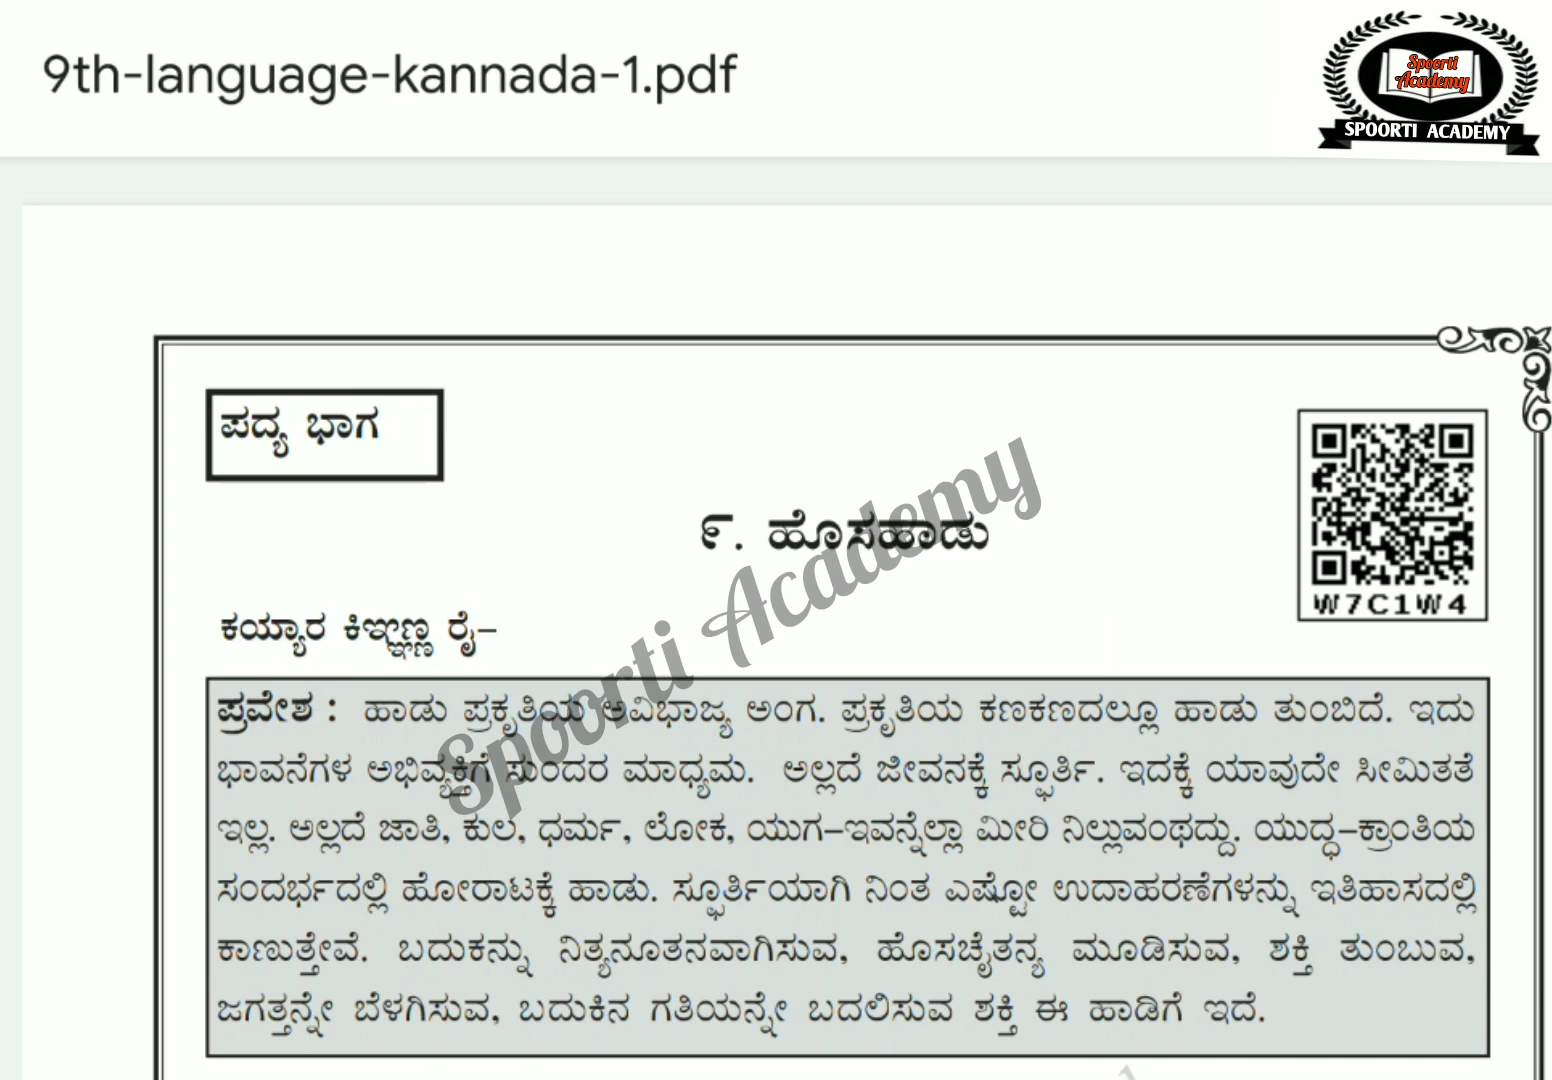 9th-language-kannada-1.pdf
Spoorti
Academy
SPOORTI ACADEMY
ಪದ್ಯ ಭಾಗ
೯. ಹೊಸಹಾಡು
W7C1W4
ಕಯ್ಯಾರ ಕಿಞ್ಞಣ್ಣ ರೈ–
ಪ್ರವೇಶ : ಹಾಡು ಪ್ರಕೃತಿಯ ಅವಿಭಾಜ್ಯ ಅಂಗ. ಪ್ರಕೃತಿಯ ಕಣಕಣದಲ್ಲೂ ಹಾಡು ತುಂಬಿದೆ. ಇದು
ಭಾವನೆಗಳ ಅಭಿವ್ಯಕ್ತಿಗೆ ಸುಂದರ ಮಾಧ್ಯಮ. ಅಲ್ಲದೆ ಜೀವನಕ್ಕೆ ಸ್ಫೂರ್ತಿ. ಇದಕ್ಕೆ ಯಾವುದೇ ಸೀಮಿತತೆ
ಇಲ್ಲ. ಅಲ್ಲದೆ ಜಾತಿ, ಕುಲ, ಧರ್ಮ, ಲೋಕ, ಯುಗ–ಇವನ್ನೆಲ್ಲಾ ಮೀರಿ ನಿಲ್ಲುವಂಥದ್ದು. ಯುದ್ಧ–ಕ್ರಾಂತಿಯ
ಸಂದರ್ಭದಲ್ಲಿ ಹೋರಾಟಕ್ಕೆ ಹಾಡು. ಸ್ಫೂರ್ತಿಯಾಗಿ ನಿಂತ ಎಷ್ಟೋ ಉದಾಹರಣೆಗಳನ್ನು ಇತಿಹಾಸದಲ್ಲಿ
ಕಾಣುತ್ತೇವೆ. ಬದುಕನ್ನು ನಿತ್ಯನೂತನವಾಗಿಸುವ, ಹೊಸಚೈತನ್ಯ ಮೂಡಿಸುವ, ಶಕ್ತಿ ತುಂಬುವ,
ಜಗತ್ತನ್ನೇ ಬೆಳಗಿಸುವ, ಬದುಕಿನ ಗತಿಯನ್ನೇ ಬದಲಿಸುವ ಶಕ್ತಿ ಈ ಹಾಡಿಗೆ ಇದೆ.
Spoorti Academy